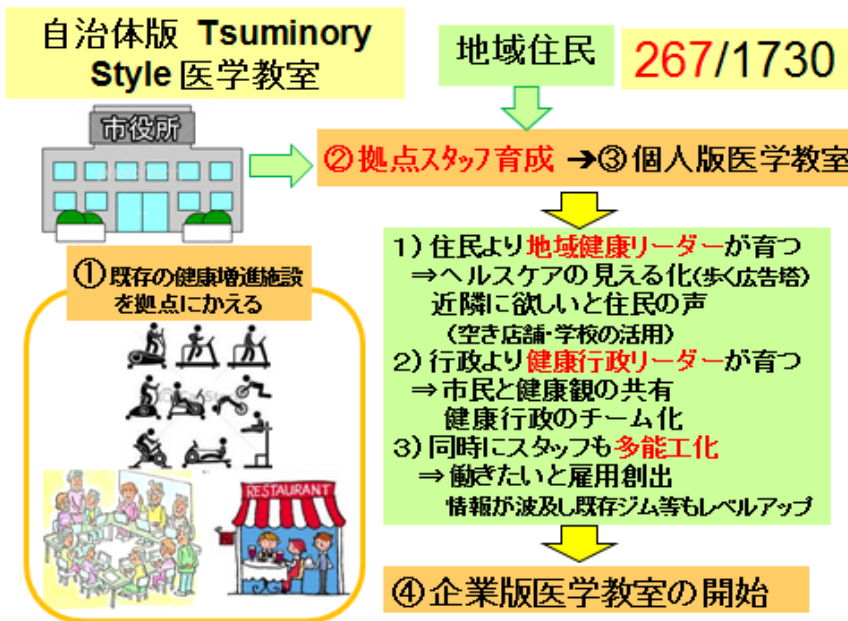 自治体版 Tsuminory
Style 医学教室
地域住民
267/1730
市役所
②拠点スタッフ育成 ➔③個人版医学教室
①既存の健康増進施設
を拠点にかえる
RESTAURANT
1)住民より地域健康リーダーが育つ
⇒ヘルスケアの見える化(歩く広告塔)
近隣に欲しいと住民の声
(空き店舗・学校の活用)
2)行政より健康行政リーダーが育つ
⇒市民と健康観の共有
健康行政のチーム化
3)同時にスタッフも多能工化
⇒働きたいと雇用創出
情報が波及し既存ジム等もレベルアップ
④企業版医学教室の開始